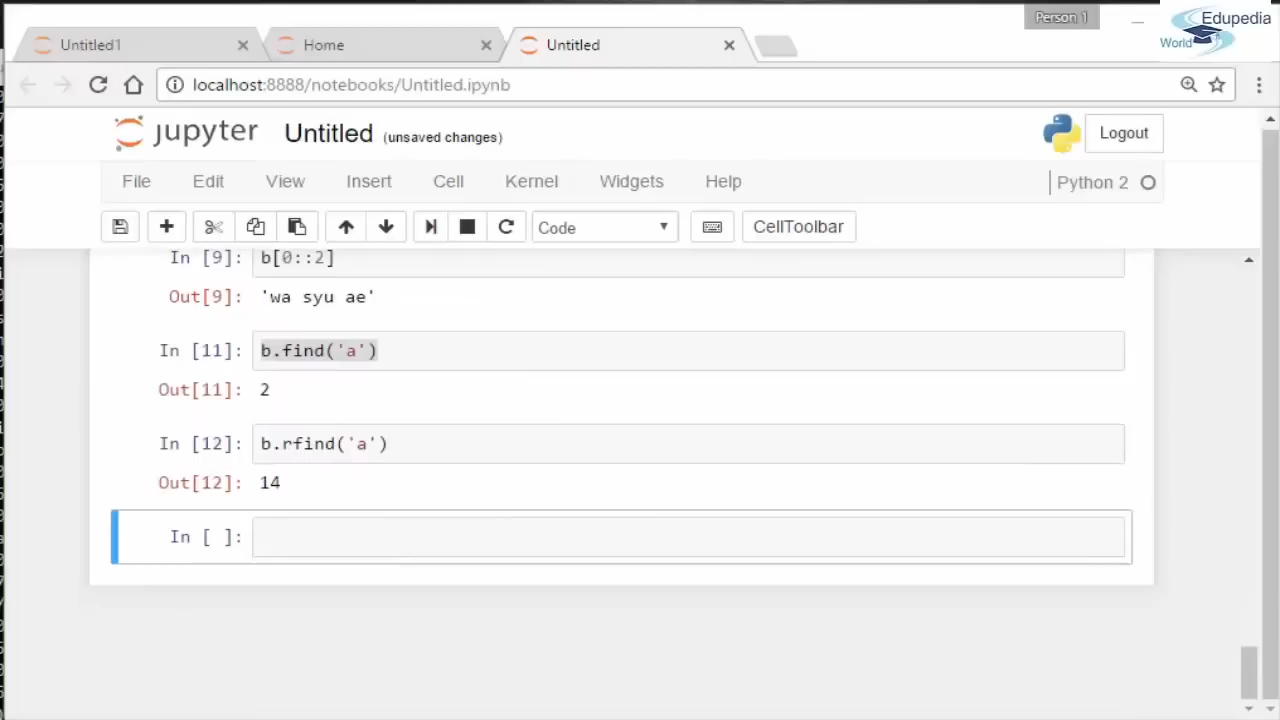 Person 1
Edupedia
World
Untitled1
Home
Untitled
localhost:8888/notebooks/Untitled.ipynb
jupyter Untitled (unsaved changes)
Logout
File Edit View Insert Cell Kernel Widgets Help
Python 2
Code
CellToolbar
In [9]: b[0::2]
Out[9]: 'wa syu ae'
In [11]: b.find('a')
Out[11]: 2
In [12]: b.rfind('a')
Out[12]: 14
In [ ]: